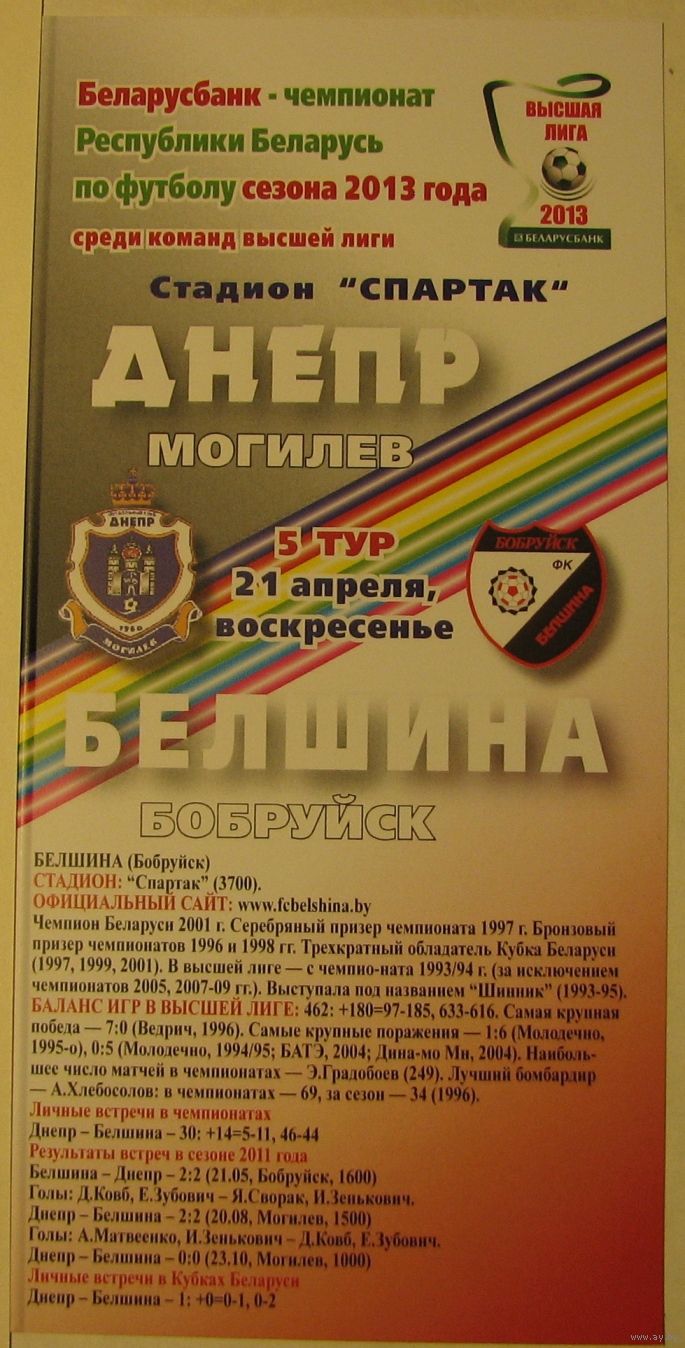 Беларусбанк - чемпионат
Республики Беларусь
по футболу сезона 2013 года
среди команд высшей лиги
ВЫСШАЯ
ЛИГА
2013
БЕЛАРУСБАНК
Стадион "СПАРТАК"
ДНЕПР
МОГИЛЕВ
ДНЕПР
1960
МОГИЛЕВ
5 ТУР
21 апреля,
воскресенье
БОБРУЙСК
ФК
БЕЛШИНА
БЕЛШИНА
БОБРУЙСК
БЕЛШИНА (Бобруйск)
СТАДИОН: "Спартак" (3700).
ОФИЦИАЛЬНЫЙ САЙТ: www.fcbelshina.by
Чемпион Беларуси 2001 г. Серебряный призер чемпионата 1997 г. Бронзовый
призер чемпионатов 1996 и 1998 гг. Трехкратный обладатель Кубка Беларуси
(1997, 1999, 2001). В высшей лиге — с чемпио-ната 1993/94 г. (за исключением
чемпионатов 2005, 2007-09 гг.). Выступала под названием "Шинник" (1993-95).
БАЛАНС ИГР В ВЫСШЕЙ ЛИГЕ: 462: +180=97-185, 633-616. Самая крупная
победа — 7:0 (Ведрич, 1996). Самые крупные поражения — 1:6 (Молодечно,
1995-о), 0:5 (Молодечно, 1994/95; БАТЭ, 2004; Дина-мо Мн, 2004). Наиболь-
шее число матчей в чемпионатах — Э.Градобоев (249). Лучший бомбардир
— А.Хлебосолов: в чемпионатах — 69, за сезон — 34 (1996).
Личные встречи в чемпионатах
Днепр – Белшина – 30: +14=5-11, 46-44
Результаты встреч в сезоне 2011 года
Белшина – Днепр – 2:2 (21.05, Бобруйск, 1600)
Голы: Д.Ковб, Е.Зубович – Я.Сворак, И.Зенькович.
Днепр – Белшина – 2:2 (20.08, Могилев, 1500)
Голы: А.Матвеенко, И.Зенькович – Д.Ковб, Е.Зубович.
Днепр – Белшина – 0:0 (23.10, Могилев, 1000)
Личные встречи в Кубках Беларуси
Днепр – Белшина – 1: +0=0-1, 0-2